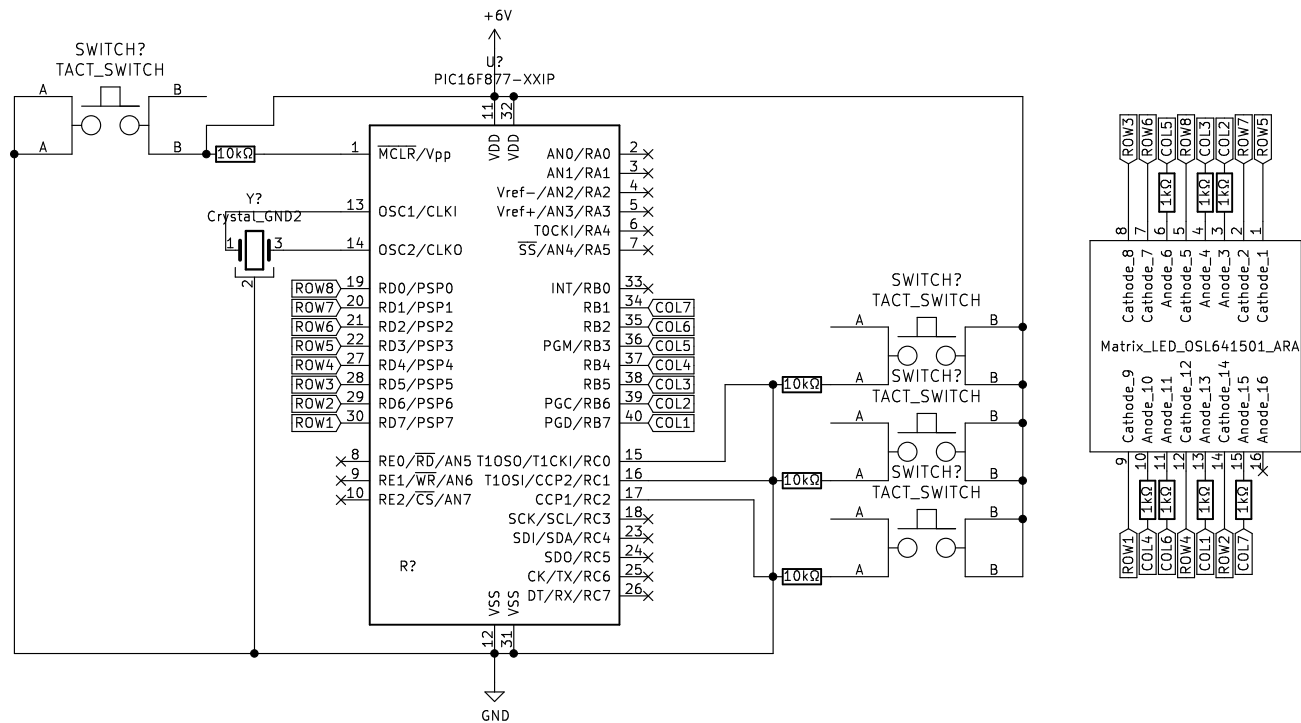 +6V
SWITCH?
TACT_SWITCH
A
B
A
B
10kΩ
U?
PIC16F877-XXIP
11
32
VDD
VDD
1
MCLR/Vpp
13
OSC1/CLKI
14
OSC2/CLKO
Y?
Crystal_GND2
1
3
2
ROW8 19 RD0/PSP0
ROW7 20 RD1/PSP1
ROW6 21 RD2/PSP2
ROW5 22 RD3/PSP3
ROW4 27 RD4/PSP4
ROW3 28 RD5/PSP5
ROW2 29 RD6/PSP6
ROW1 30 RD7/PSP7
8 RE0/RD/AN5
9 RE1/WR/AN6
10 RE2/CS/AN7
R?
AN0/RA0 2
AN1/RA1 3
Vref-/AN2/RA2 4
Vref+/AN3/RA3 5
T0CKI/RA4 6
SS/AN4/RA5 7
INT/RB0 33
RB1 34 COL7
RB2 35 COL6
PGM/RB3 36 COL5
RB4 37 COL4
RB5 38 COL3
PGC/RB6 39 COL2
PGD/RB7 40 COL1
T1OSO/T1CKI/RC0 15
T1OSI/CCP2/RC1 16
CCP1/RC2 17
SCK/SCL/RC3 18
SDI/SDA/RC4 23
SDO/RC5 24
CK/TX/RC6 25
DT/RX/RC7 26
VSS
VSS
12
31
GND
SWITCH?
TACT_SWITCH
A
B
10kΩ
A
B
SWITCH?
TACT_SWITCH
A
B
10kΩ
A
B
SWITCH?
TACT_SWITCH
A
B
10kΩ
A
B
ROW3
ROW6
COL5
ROW8
COL3
COL2
ROW7
ROW5
1kΩ
1kΩ
1kΩ
8
7
6
5
4
3
2
1
Cathode_8
Cathode_7
Anode_6
Cathode_5
Anode_4
Anode_3
Cathode_2
Cathode_1
Matrix_LED_OSL641501_ARA
Cathode_9
Anode_10
Anode_11
Cathode_12
Anode_13
Cathode_14
Anode_15
Anode_16
9
10
11
12
13
14
15
16
1kΩ
1kΩ
1kΩ
1kΩ
ROW1
COL4
COL6
ROW4
COL1
ROW2
COL7